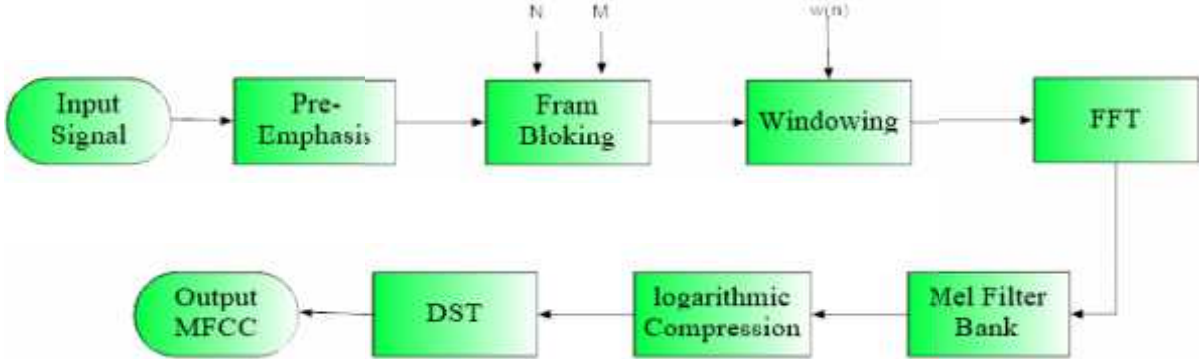 N M w(n)
Input
Signal
Pre-
Emphasis
Fram
Bloking
Windowing
FFT
Output
MFCC
DST
logarithmic
Compression
Mel Filter
Bank